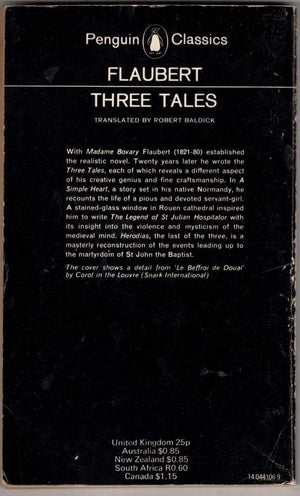 Penguin Classics
FLAUBERT
THREE TALES
TRANSLATED BY ROBERT BALDICK
With Madame Bovary Flaubert (1821-80) established
the realistic novel. Twenty years later he wrote the
Three Tales, each of which reveals a different aspect
of his creative genius and fine craftsmanship. In A
Simple Heart, a story set in his native Normandy, he
recounts the life of a pious and devoted servant-girl.
A stained-glass window in Rouen cathedral inspired
him to write The Legend of St Julian Hospitator with
its insight into the violence and mysticism of the
medieval mind. Herodias, the last of the three, is a
masterly reconstruction of the events leading up to
the martyrdom of St John the Baptist.
The cover shows a detail from 'Le Beffroi de Douai'
by Corot in the Louvre (Snark International)
United Kingdom 25p
Australia $0.85
New Zealand $0.85
South Africa R0.60
Canada $1.15
14 044106 9